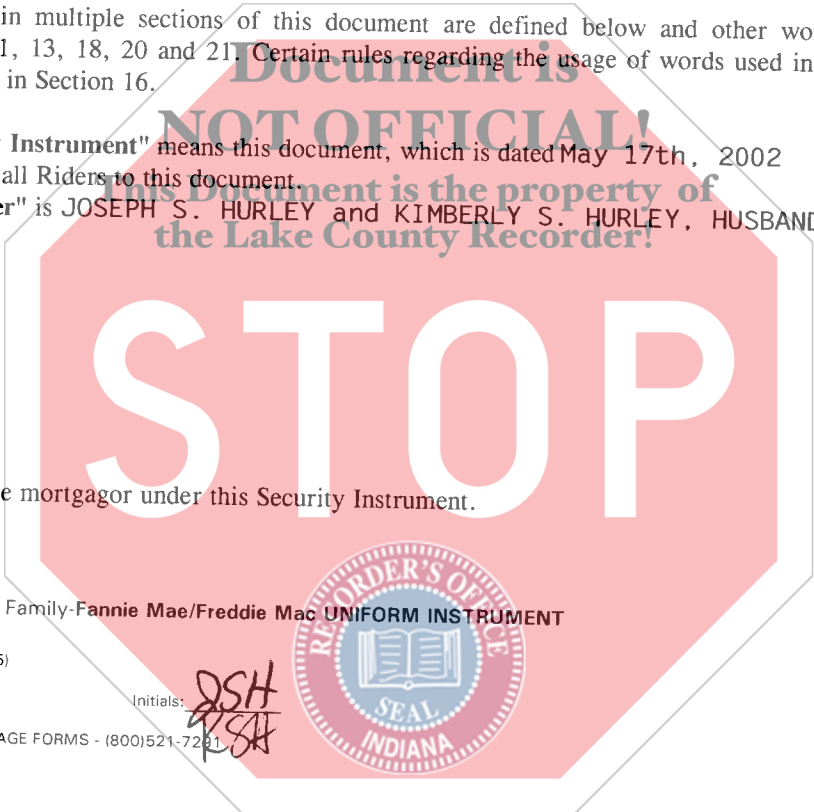 in multiple sections of this document are defined below and other wo
1, 13, 18, 20 and 21. Certain rules regarding the usage of words used in
in Section 16.
Document is
NOT OFFICIAL!
Instrument" means this document, which is dated May 17th, 2002
all Riders to this document.
This Document is the property of
er" is JOSEPH S. HURLEY and KIMBERLY S. HURLEY, HUSBAND
the Lake County Recorder!
STOP
e mortgagor under this Security Instrument.
RECORDER'S OFFICE
SEAL
INDIANA
Family-Fannie Mae/Freddie Mac UNIFORM INSTRUMENT
5)
Initials: JSH
KSH
AGE FORMS - (800)521-7291